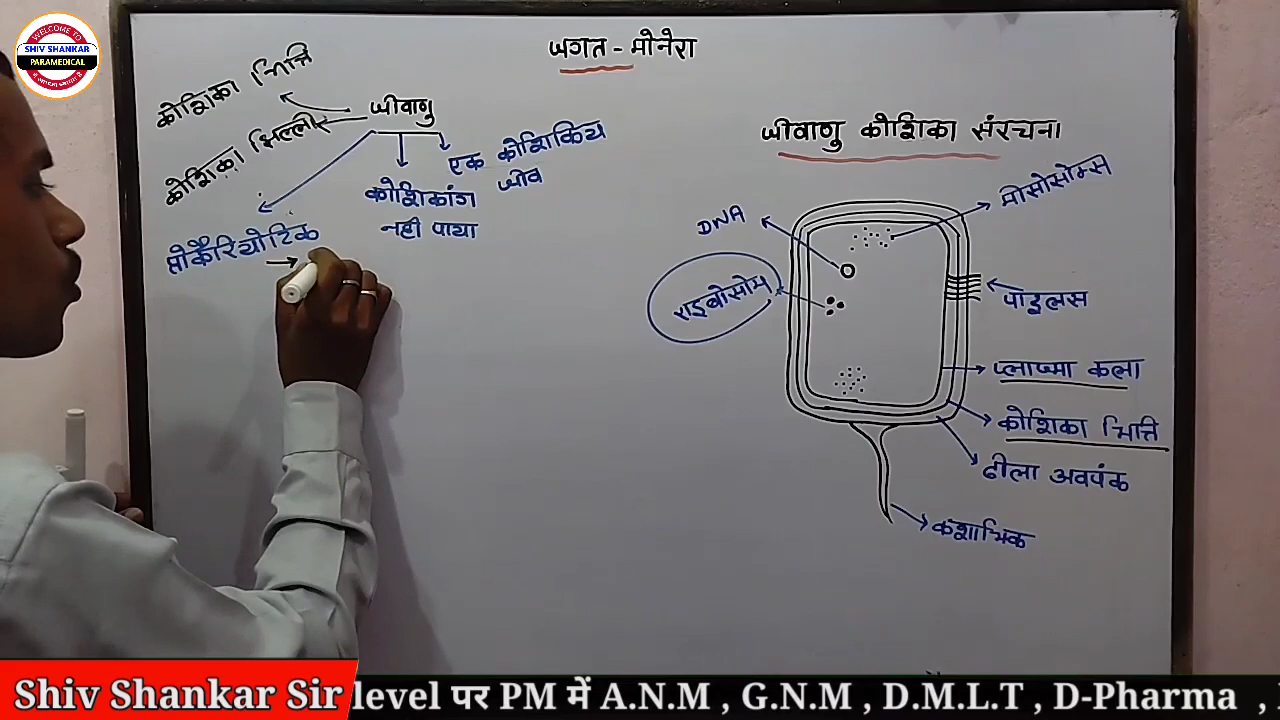 WELCOME TO
SHIV SHANKAR
PARAMEDICAL
जगत - मोनेरा
कोशिका भित्ति
जीवाणु
कोशिका झिल्ली
एक कोशिकिय
जीव
कोशिकांग
नही पाया
प्रोकैरियोटिक
जीवाणु कोशिका संरचना
मीसोसोम्स
DNA
राइबोसोम
पाइलस
प्लाज्मा कला
कोशिका भित्ति
ढीला अवपंक
कशाभिक
Shiv Shankar Sir level पर PM में A.N.M , G.N.M , D.M.L.T , D-Pharma ,